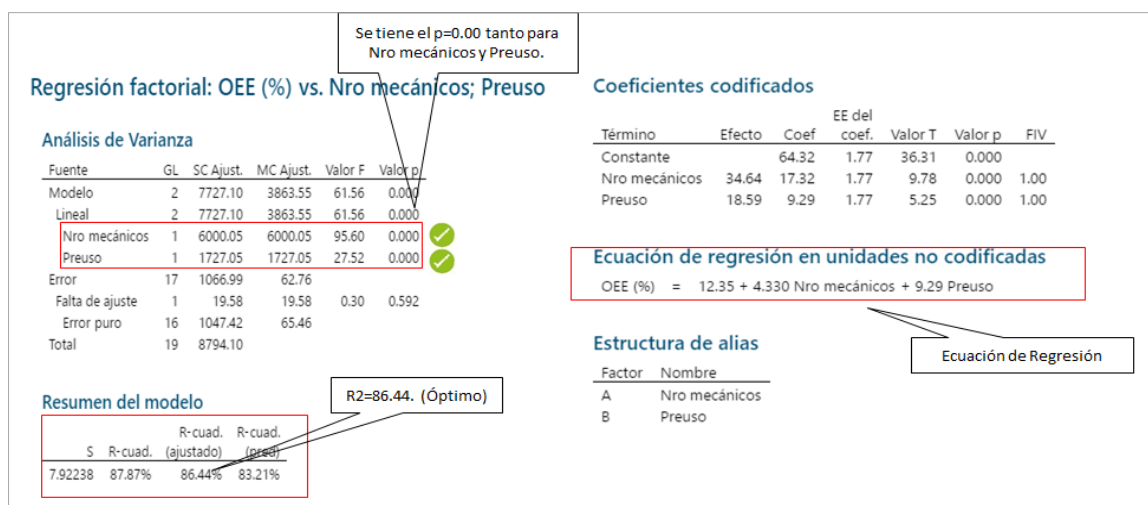 Se tiene el p=0.00 tanto para
Nro mecánicos y Preuso.
Regresión factorial: OEE (%) vs. Nro mecánicos; Preuso
Análisis de Varianza
Fuente GL SC Ajust. MC Ajust. Valor F Valor p
Modelo 2 7727.10 3863.55 61.56 0.000
Lineal 2 7727.10 3863.55 61.56 0.000
Nro mecánicos 1 6000.05 6000.05 95.60 0.000
Preuso 1 1727.05 1727.05 27.52 0.000
Error 17 1066.99 62.76
Falta de ajuste 1 19.58 19.58 0.30 0.592
Error puro 16 1047.42 65.46
Total 19 8794.10
Resumen del modelo
R-cuad. R-cuad.
S R-cuad. (ajustado) (pred)
7.92238 87.87% 86.44% 83.21%
R2=86.44. (Óptimo)
Coeficientes codificados
EE del
Término Efecto Coef coef. Valor T Valor p FIV
Constante 64.32 1.77 36.31 0.000
Nro mecánicos 34.64 17.32 1.77 9.78 0.000 1.00
Preuso 18.59 9.29 1.77 5.25 0.000 1.00
Ecuación de regresión en unidades no codificadas
OEE (%) = 12.35 + 4.330 Nro mecánicos + 9.29 Preuso
Ecuación de Regresión
Estructura de alias
Factor Nombre
A Nro mecánicos
B Preuso